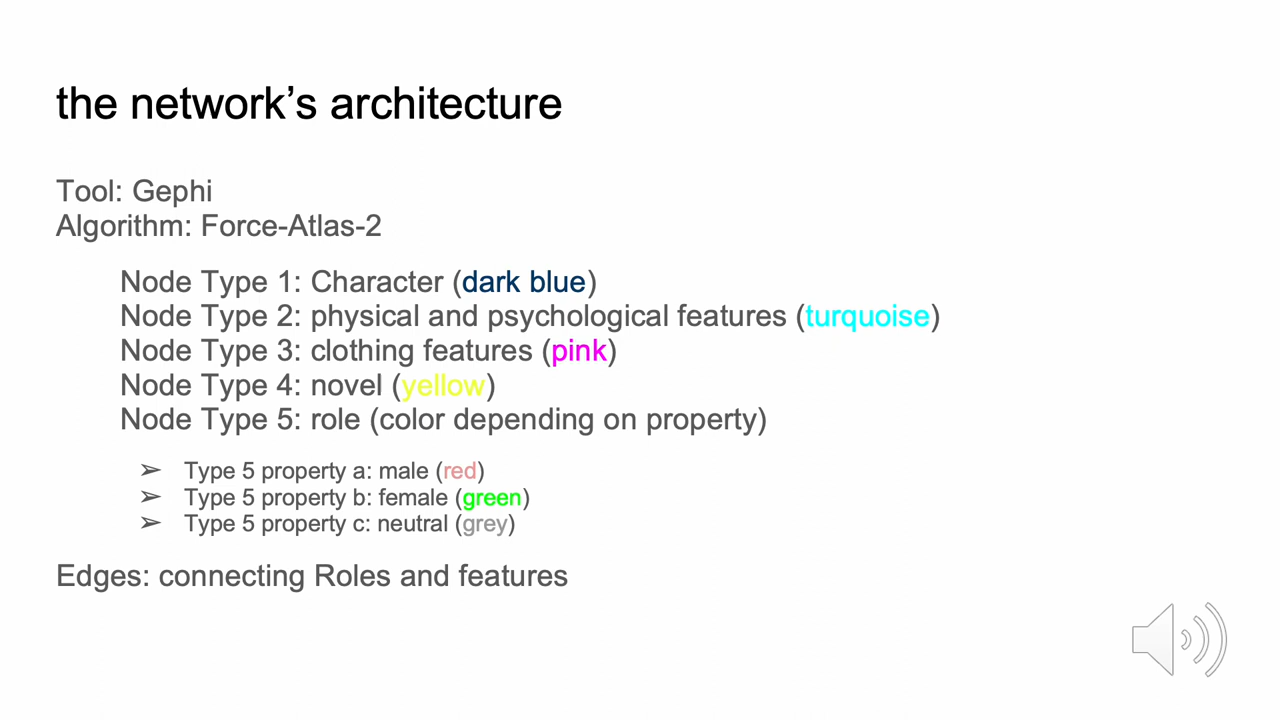 the network’s architecture
Tool: Gephi
Algorithm: Force-Atlas-2
Node Type 1: Character (dark blue)
Node Type 2: physical and psychological features (turquoise)
Node Type 3: clothing features (pink)
Node Type 4: novel (yellow)
Node Type 5: role (color depending on property)
➢ Type 5 property a: male (red)
➢ Type 5 property b: female (green)
➢ Type 5 property c: neutral (grey)
Edges: connecting Roles and features